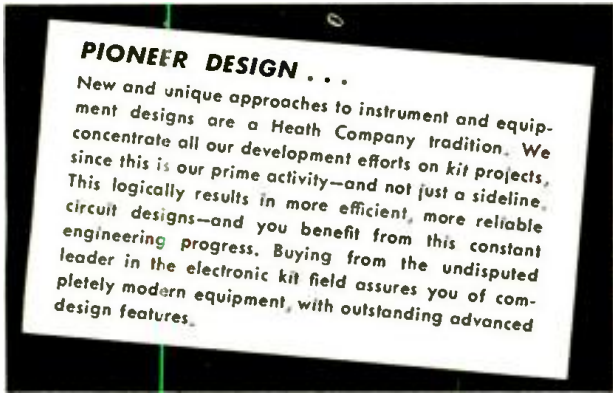 PIONEER DESIGN . . .
New and unique approaches to instrument and equip-
ment designs are a Heath Company tradition. We
concentrate all our development efforts on kit projects,
since this is our prime activity—and not just a sideline.
This logically results in more efficient, more reliable
circuit designs—and you benefit from this constant
engineering progress. Buying from the undisputed
leader in the electronic kit field assures you of com-
pletely modern equipment, with outstanding advanced
design features.